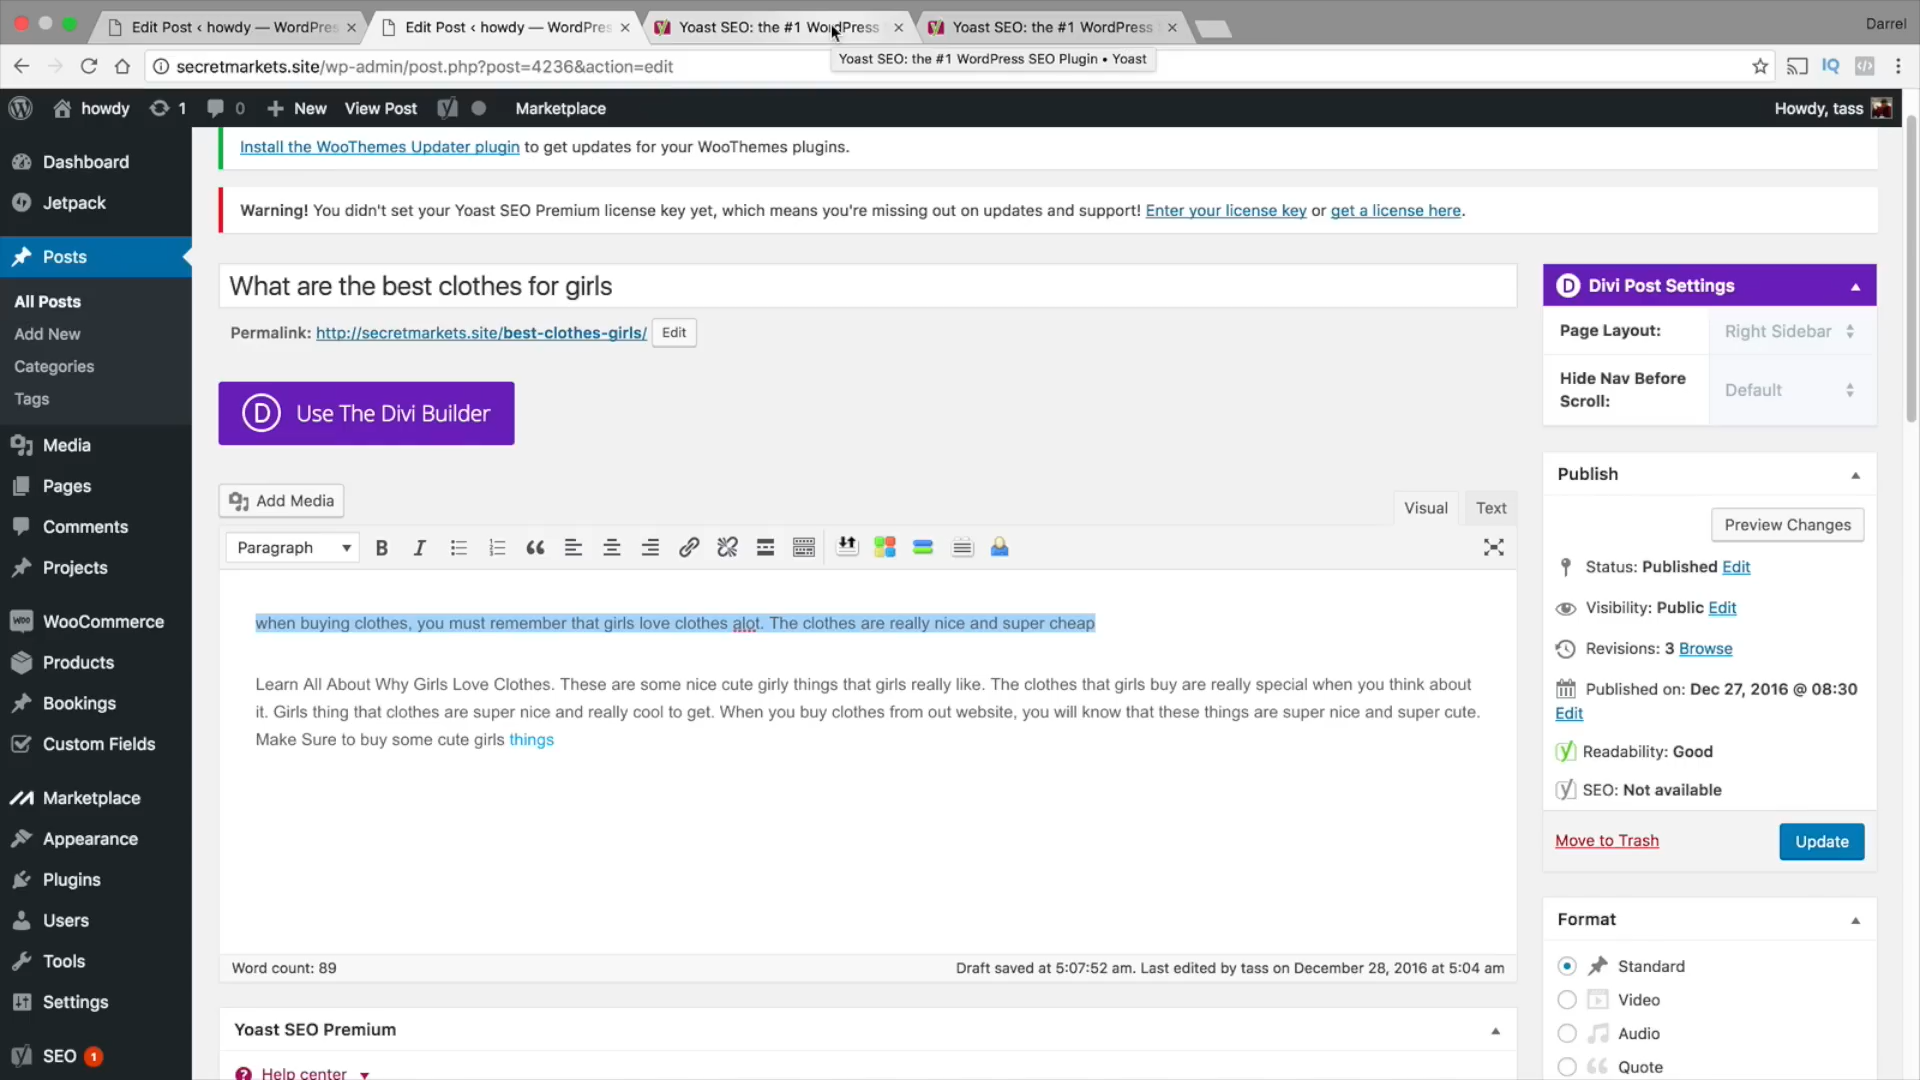 Edit Post ‹ howdy — WordPres
Edit Post ‹ howdy — WordPres
Yoast SEO: the #1 WordPress
Yoast SEO: the #1 WordPress
Darrel
secretmarkets.site/wp-admin/post.php?post=4236&action=edit
Yoast SEO: the #1 WordPress SEO Plugin • Yoast
IQ
howdy
1
0
New
View Post
Marketplace
Howdy, tass
Dashboard
Jetpack
Posts
All Posts
Add New
Categories
Tags
Media
Pages
Comments
Projects
WooCommerce
Products
Bookings
Custom Fields
Marketplace
Appearance
Plugins
Users
Tools
Settings
SEO 1
Install the WooThemes Updater plugin to get updates for your WooThemes plugins.
Warning! You didn't set your Yoast SEO Premium license key yet, which means you're missing out on updates and support! Enter your license key or get a license here.
What are the best clothes for girls
Permalink: http://secretmarkets.site/best-clothes-girls/ Edit
Use The Divi Builder
Add Media
Visual
Text
Paragraph
when buying clothes, you must remember that girls love clothes alot. The clothes are really nice and super cheap
Learn All About Why Girls Love Clothes. These are some nice cute girly things that girls really like. The clothes that girls buy are really special when you think about
it. Girls thing that clothes are super nice and really cool to get. When you buy clothes from out website, you will know that these things are super nice and super cute.
Make Sure to buy some cute girls things
Word count: 89
Draft saved at 5:07:52 am. Last edited by tass on December 28, 2016 at 5:04 am
Yoast SEO Premium
Help center
Divi Post Settings
Page Layout:
Right Sidebar
Hide Nav Before
Scroll:
Default
Publish
Preview Changes
Status: Published Edit
Visibility: Public Edit
Revisions: 3 Browse
Published on: Dec 27, 2016 @ 08:30
Edit
Readability: Good
SEO: Not available
Move to Trash
Update
Format
Standard
Video
Audio
Quote